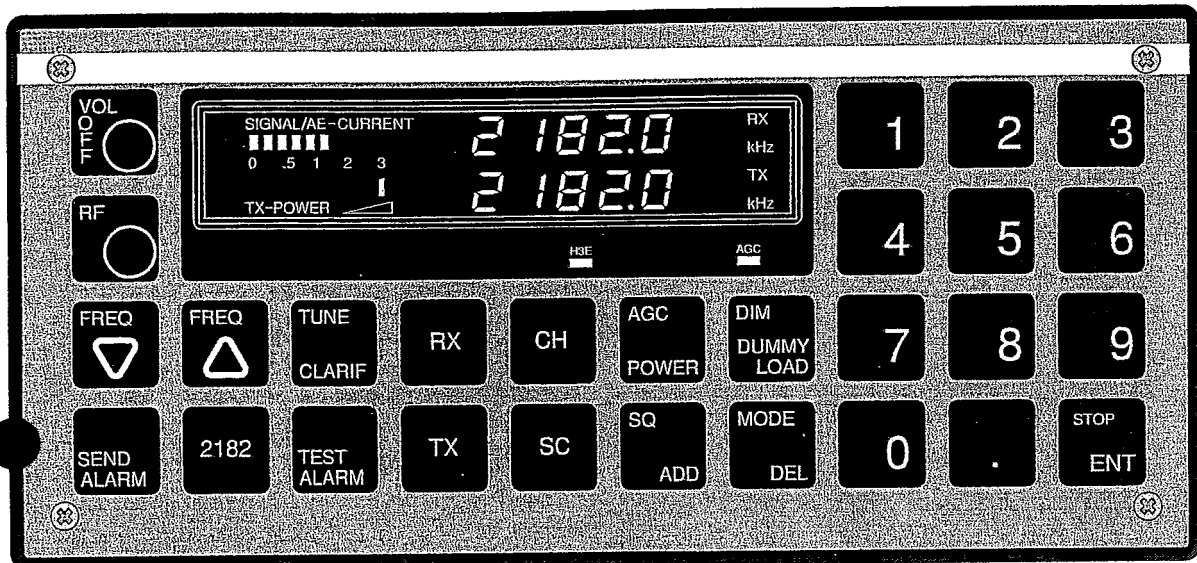 VOL
OFF
SIGNAL/AE-CURRENT
0 .5 1 2 3
TX-POWER
2182.0
RX
kHz
2182.0
TX
kHz
H3E
AGC
1
2
3
RF
4
5
6
FREQ
FREQ
TUNE
CLARIF
RX
CH
AGC
POWER
DIM
DUMMY
LOAD
7
8
9
SEND
ALARM
2182
TEST
ALARM
TX
SC
SQ
ADD
MODE
DEL
0
.
STOP
ENT